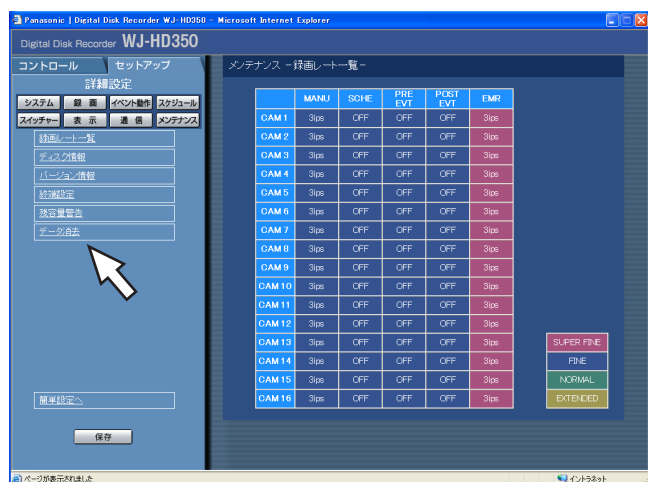 Panasonic | Digital Disk Recorder WJ-HD350 - Microsoft Internet Explorer
Digital Disk Recorder WJ-HD350
コントロール セットアップ
詳細設定
システム 録 画 イベント動作 スケジュール
スイッチャー 表 示 通 信 メンテナンス
録画レート一覧
ディスク情報
バージョン情報
終端設定
残容量警告
データ消去
簡単設定へ
保存
メンテナンス －録画レート一覧－
MANU SCHE PRE EVT POST EVT EMR
CAM 1 3ips OFF OFF OFF 3ips
CAM 2 3ips OFF OFF OFF 3ips
CAM 3 3ips OFF OFF OFF 3ips
CAM 4 3ips OFF OFF OFF 3ips
CAM 5 3ips OFF OFF OFF 3ips
CAM 6 3ips OFF OFF OFF 3ips
CAM 7 3ips OFF OFF OFF 3ips
CAM 8 3ips OFF OFF OFF 3ips
CAM 9 3ips OFF OFF OFF 3ips
CAM 10 3ips OFF OFF OFF 3ips
CAM 11 3ips OFF OFF OFF 3ips
CAM 12 3ips OFF OFF OFF 3ips
CAM 13 3ips OFF OFF OFF 3ips
CAM 14 3ips OFF OFF OFF 3ips
CAM 15 3ips OFF OFF OFF 3ips
CAM 16 3ips OFF OFF OFF 3ips
SUPER FINE
FINE
NORMAL
EXTENDED
ページが表示されました イントラネット